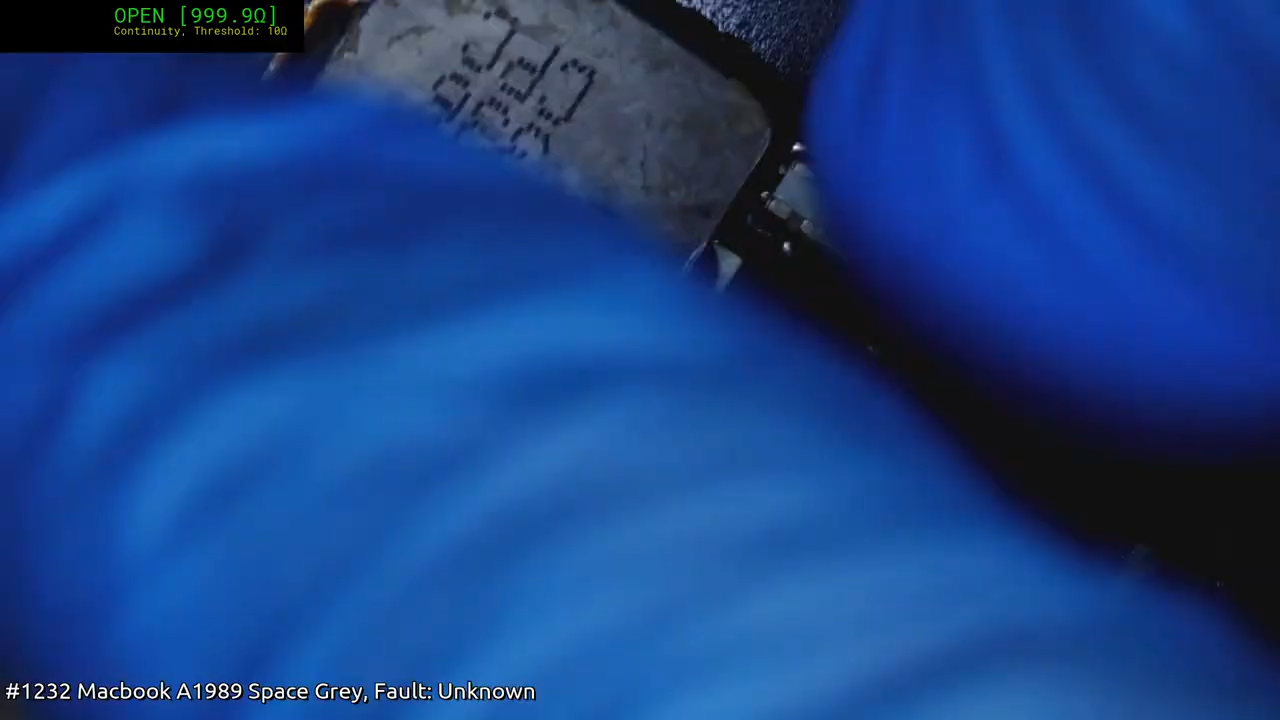 OPEN [999.9Ω]
Continuity, Threshold: 10Ω
#1232 Macbook A1989 Space Grey, Fault: Unknown